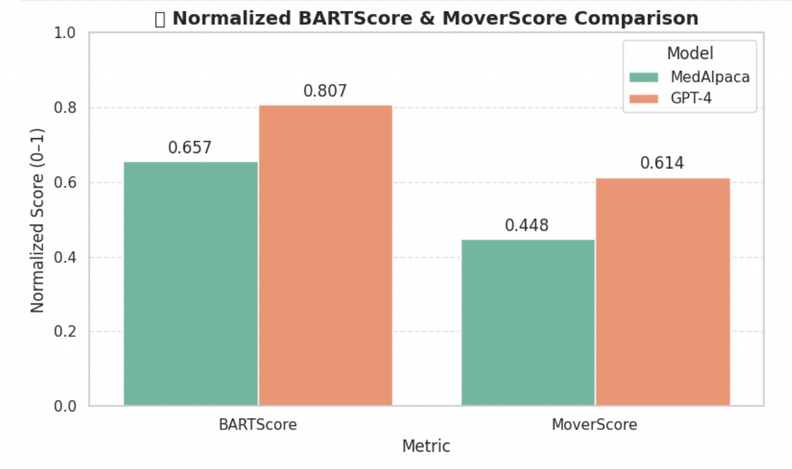 Normalized BARTScore & MoverScore Comparison
Model
MedAlpaca
GPT-4
1.0
0.8
0.6
0.4
0.2
0.0
Normalized Score (0–1)
0.657
0.807
0.448
0.614
BARTScore
MoverScore
Metric